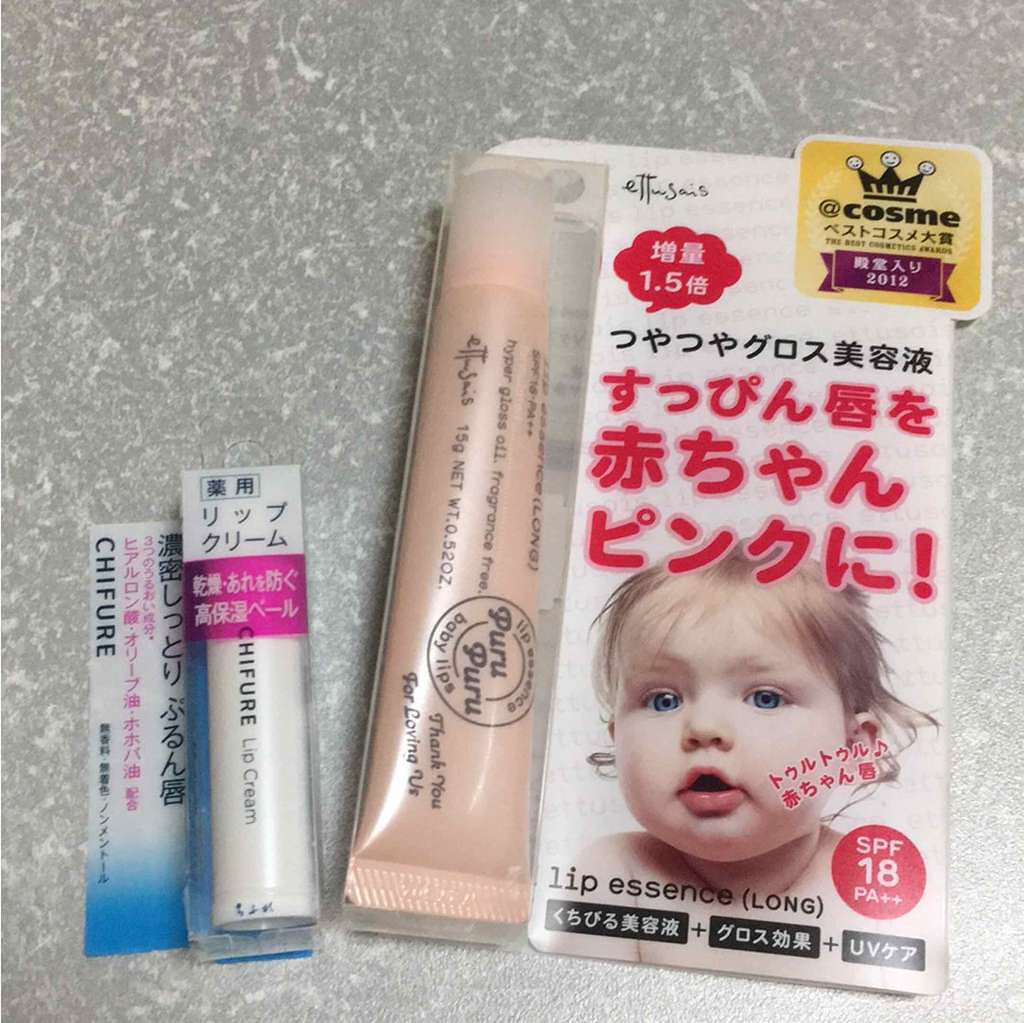 ettusais
@cosme
ベストコスメ大賞
THE BEST COSMETICS AWARDS
殿堂入り
2012
増量
1.5倍
つやつやグロス美容液
すっぴん唇を
赤ちゃん
ピンクに!
トゥルトゥル♪
赤ちゃん唇
SPF
18
PA++
lip essence (LONG)
くちびる美容液+グロス効果+UVケア
lip essence (LONG)
SPF18・PA++
hyper gloss oil. fragrance free.
ettusais 15g NET WT.0.52OZ.
lip essence
Puru
Puru
baby lips
Thank You
For Loving Us
薬用
リップ
クリーム
乾燥・あれを防ぐ
高保湿ベール
CHIFURE Lip Cream
ちふれ
濃密しっとり ぷるん唇
3つのうるおい成分・
ヒアルロン酸・オリーブ油・ホホバ油 配合
CHIFURE
無香料・無着色・ノンメントール